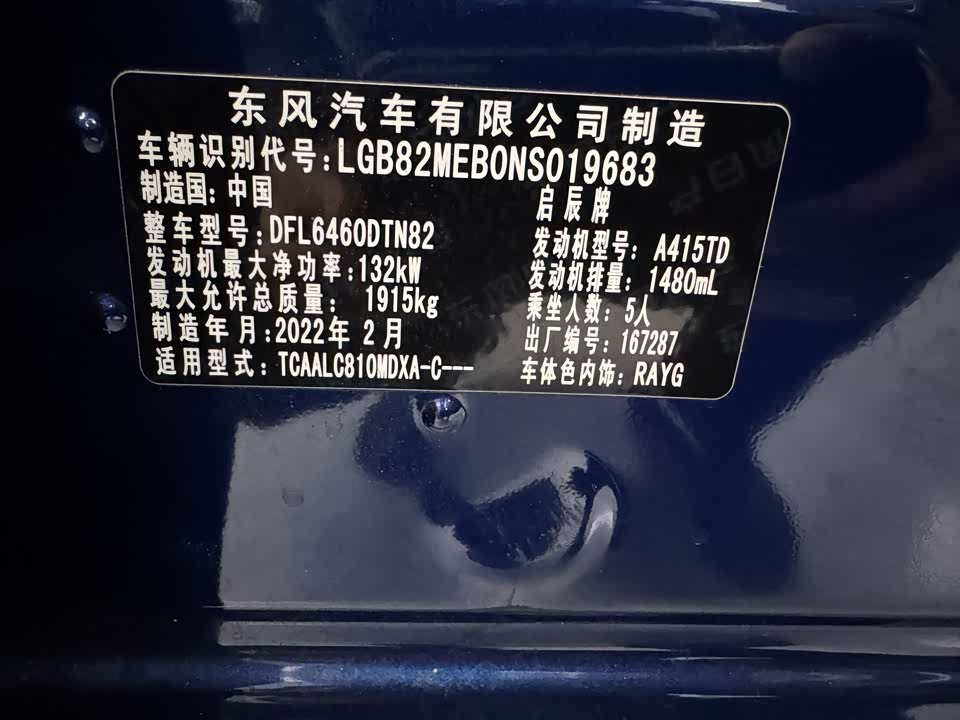 东风汽车有限公司制造
车辆识别代号:LGB82MEB0NS019683
制造国:中国 启辰牌
整车型号:DFL6460DTN82 发动机型号: A415TD
发动机最大净功率:132kW 发动机排量: 1480mL
最大允许总质量: 1915kg 乘坐人数: 5人
制造年月:2022年 2月 出厂编号: 167287
适用型式: TCAALC810MDXA-C--- 车体色内饰: RAYG